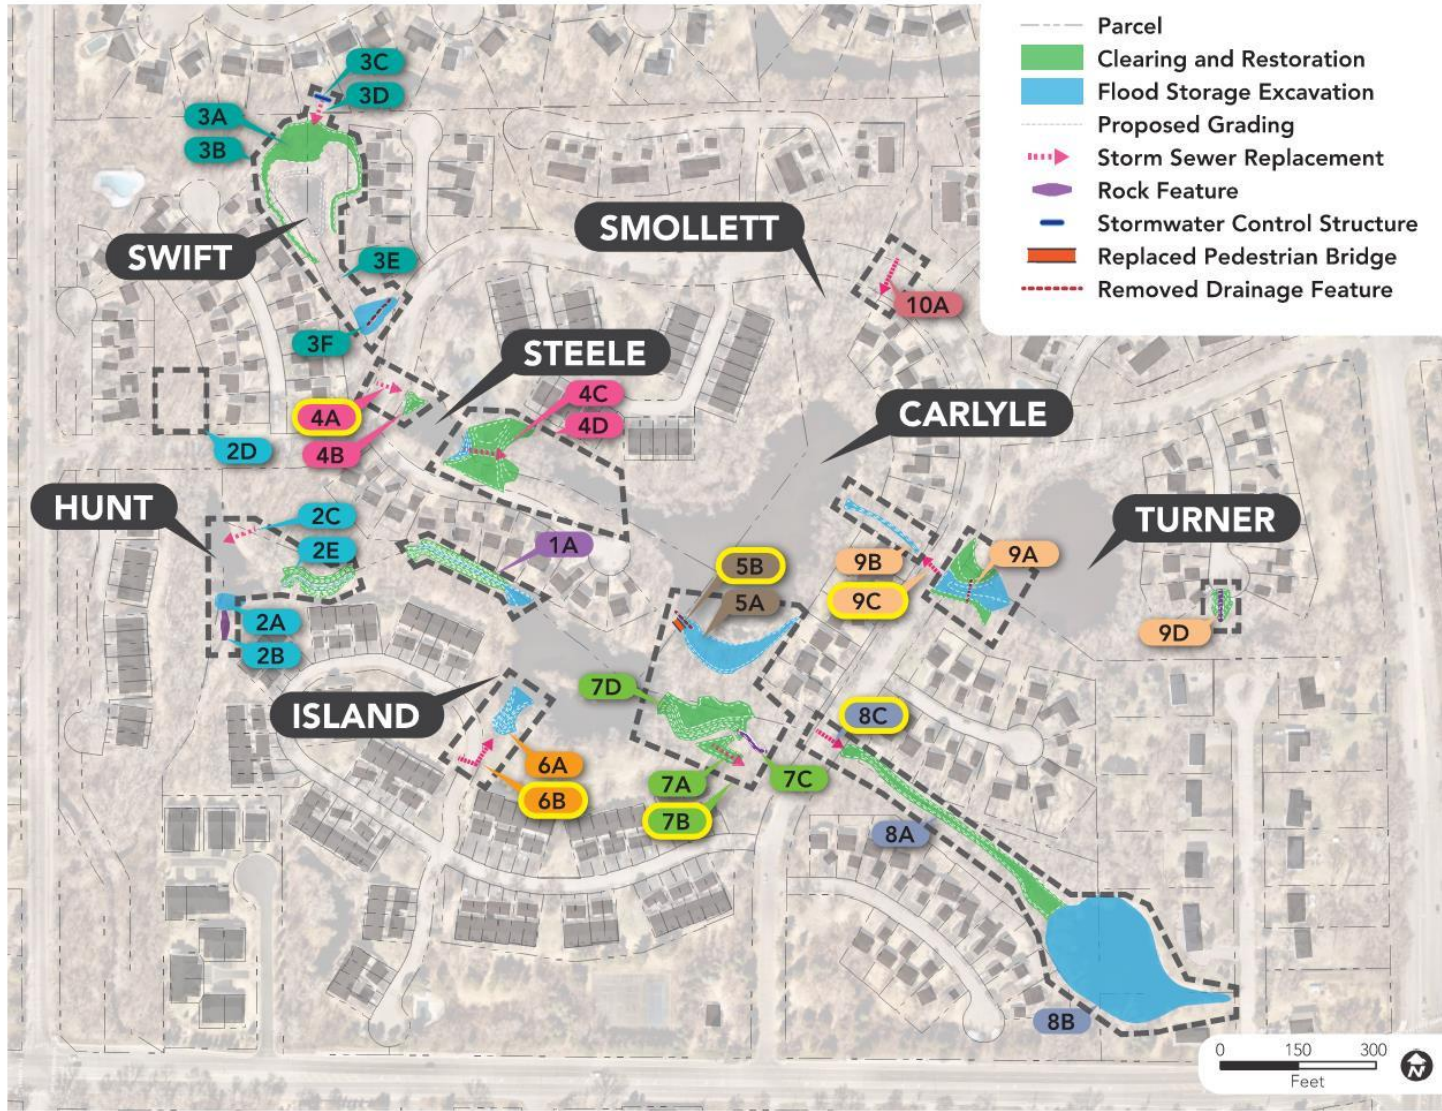 Parcel
Clearing and Restoration
Flood Storage Excavation
Proposed Grading
Storm Sewer Replacement
Rock Feature
Stormwater Control Structure
Replaced Pedestrian Bridge
Removed Drainage Feature
3C
3D
3A
3B
SMOLLETT
SWIFT
3E
10A
3F
STEELE
4C
4A
4D
CARLYLE
4B
2D
HUNT
2C
TURNER
1A
2E
9A
9B
5B
9C
5A
2A
9D
2B
7D
ISLAND
8C
6A
7A
7C
6B
7B
8A
8B
0 150 300
Feet
N